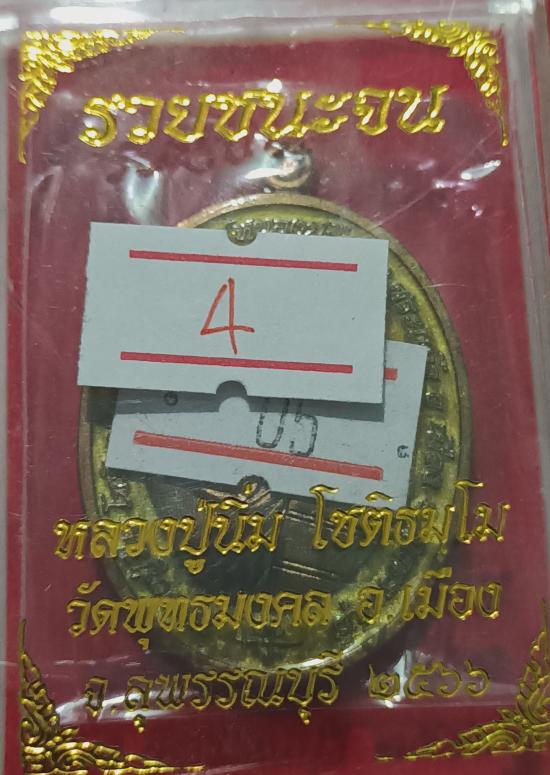 รวยชนะจน
4
05
หลวงปู่นิ่ม โชติธมฺโม
วัดพุทธมงคล อ.เมือง
จ.สุพรรณบุรี ๒๕๖๖